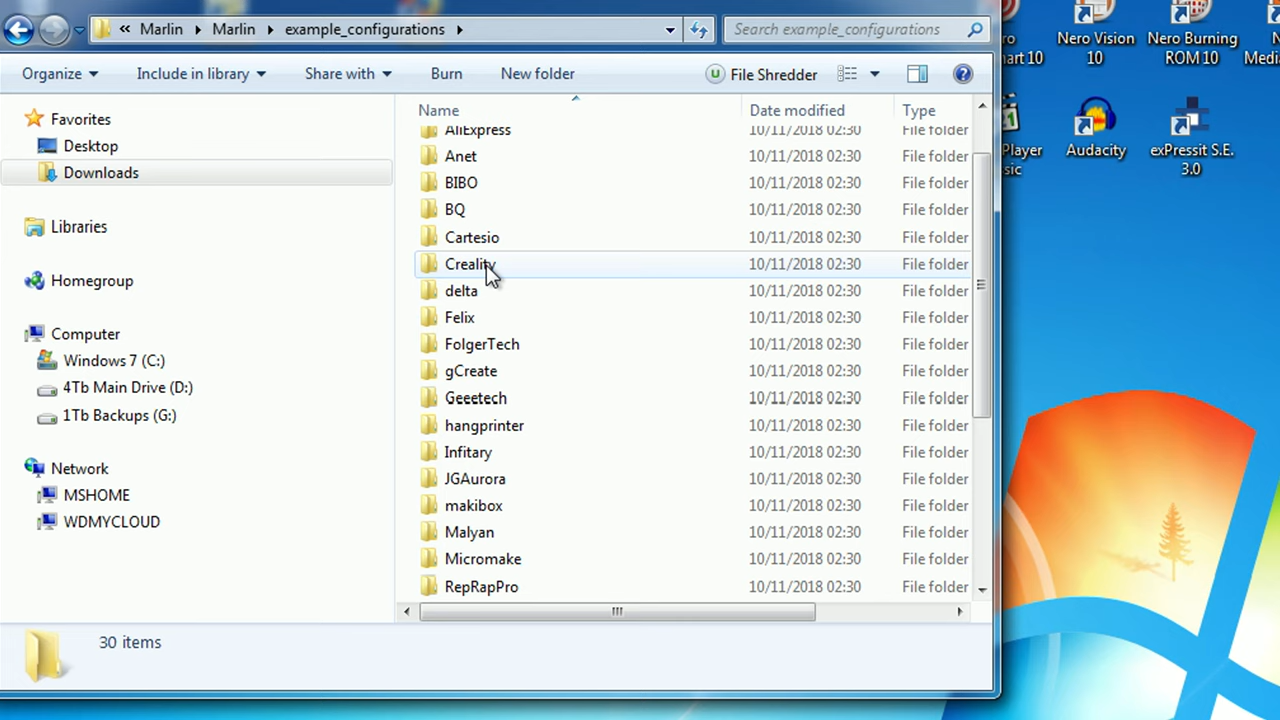 « Marlin Marlin example_configurations Search example_configurations
Organize Include in library Share with Burn New folder File Shredder
Favorites
Desktop
Downloads
Libraries
Homegroup
Computer
Windows 7 (C:)
4Tb Main Drive (D:)
1Tb Backups (G:)
Network
MSHOME
WDMYCLOUD
Name Date modified Type
AliExpress 10/11/2018 02:30 File folder
Anet 10/11/2018 02:30 File folder
BIBO 10/11/2018 02:30 File folder
BQ 10/11/2018 02:30 File folder
Cartesio 10/11/2018 02:30 File folder
Creality 10/11/2018 02:30 File folder
delta 10/11/2018 02:30 File folder
Felix 10/11/2018 02:30 File folder
FolgerTech 10/11/2018 02:30 File folder
gCreate 10/11/2018 02:30 File folder
Geeetech 10/11/2018 02:30 File folder
hangprinter 10/11/2018 02:30 File folder
Infitary 10/11/2018 02:30 File folder
JGAurora 10/11/2018 02:30 File folder
makibox 10/11/2018 02:30 File folder
Malyan 10/11/2018 02:30 File folder
Micromake 10/11/2018 02:30 File folder
RepRapPro 10/11/2018 02:30 File folder
30 items
Nero Vision
10
Nero Burning
ROM 10
Audacity
exPressit S.E.
3.0